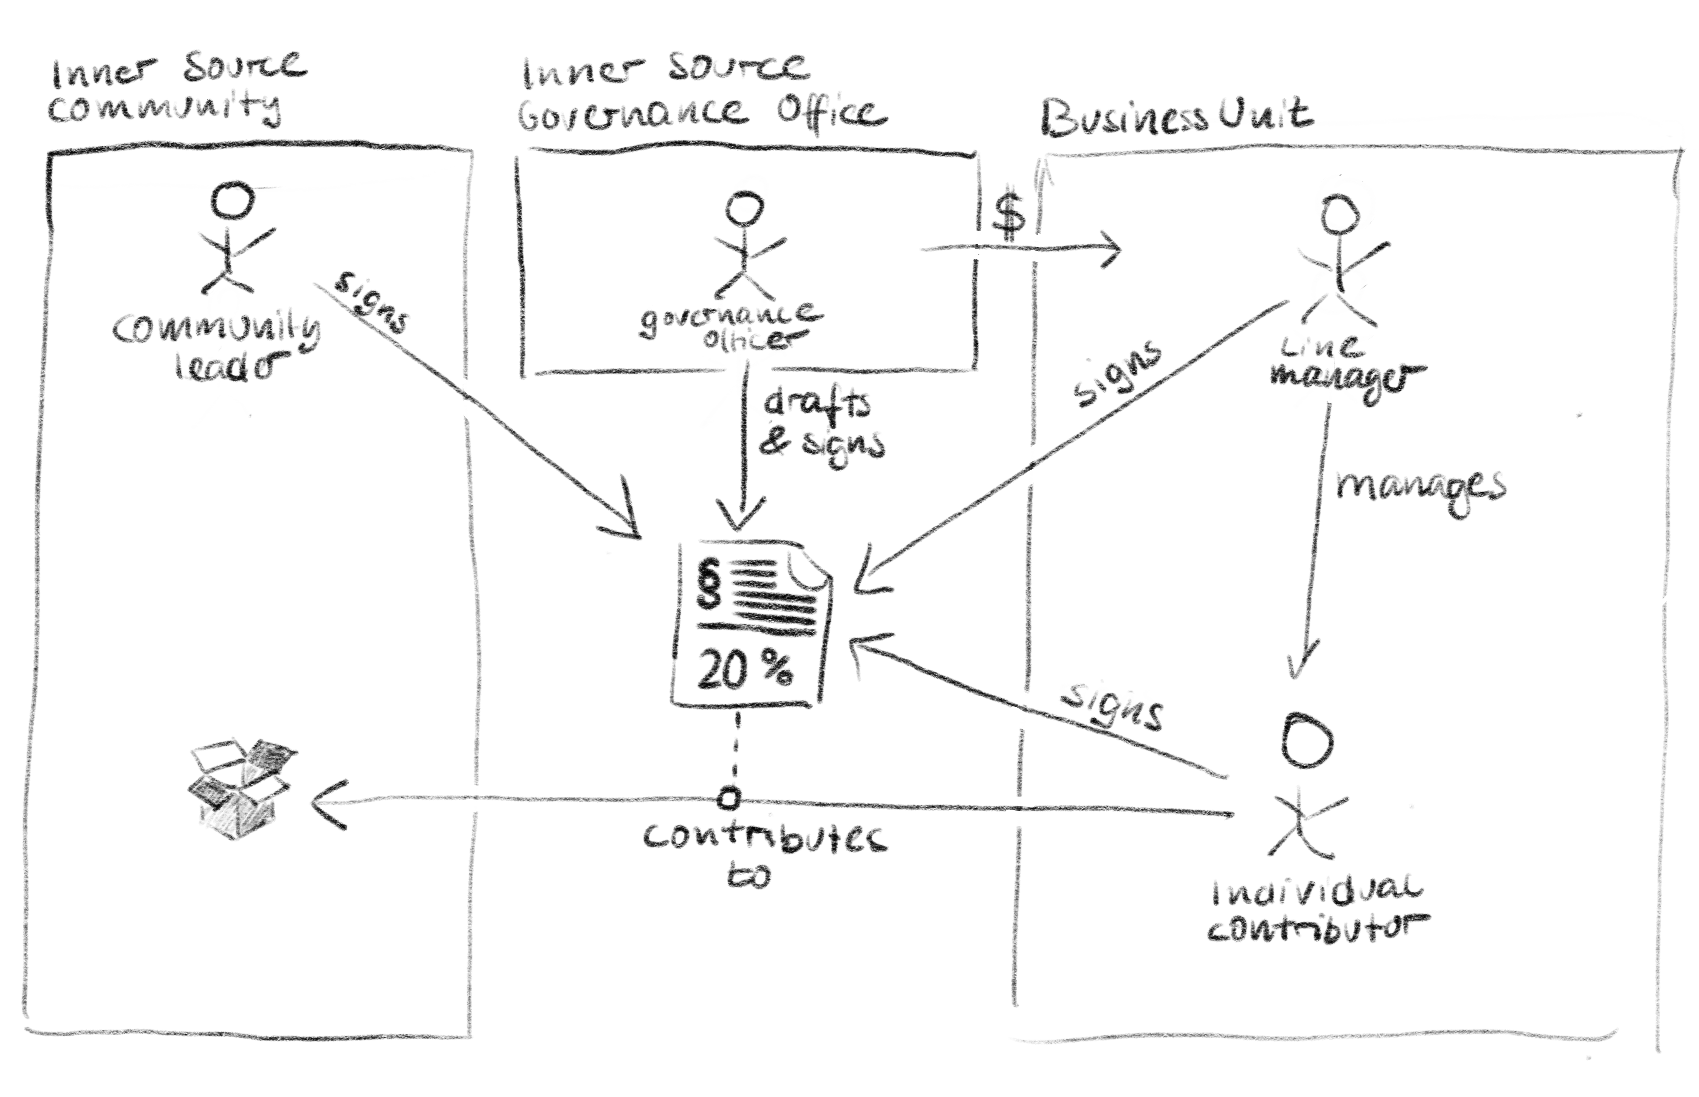 Inner Source
Community
Inner Source
Governance Office
Business Unit
$
community
leader
signs
governance
officer
Line
manager
drafts
& signs
signs
manages
§
20 %
signs
contributes
to
Individual
contributor